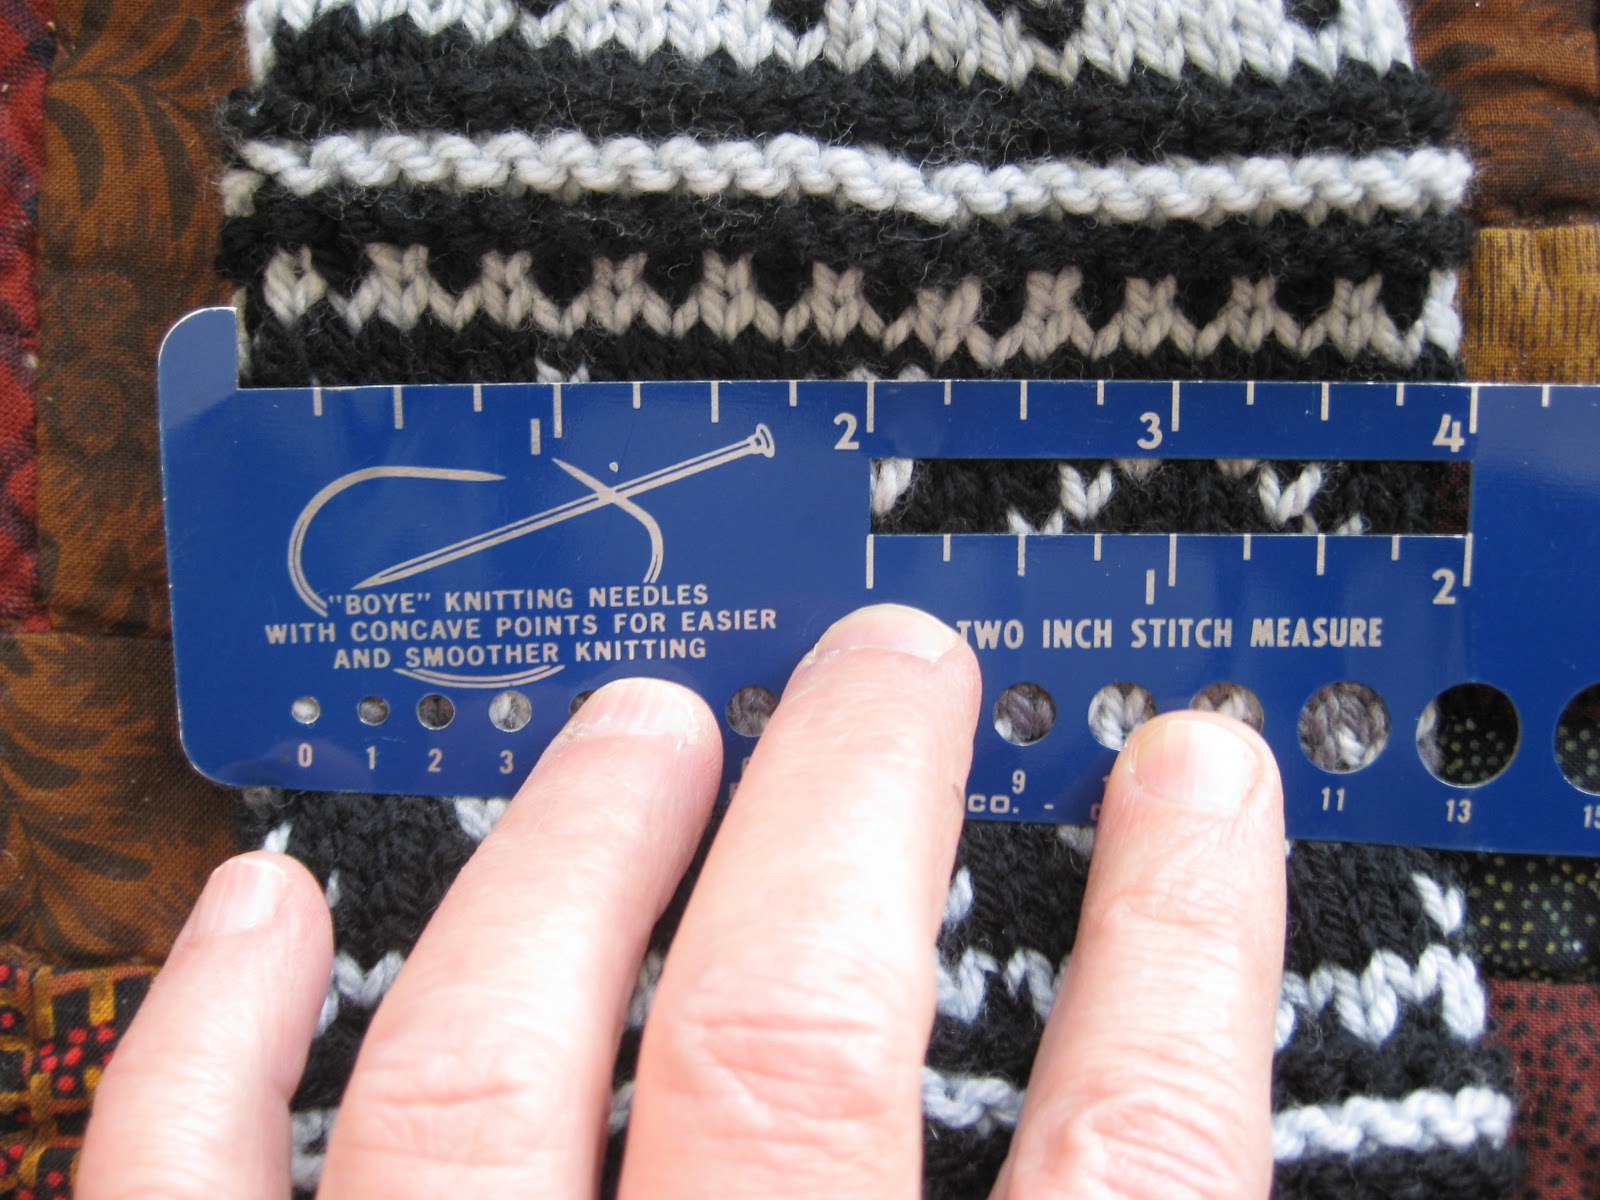 1 2 3 4
"BOYE" KNITTING NEEDLES
WITH CONCAVE POINTS FOR EASIER
AND SMOOTHER KNITTING
1 2
TWO INCH STITCH MEASURE
0 1 2 3 9 11 13
CO. -